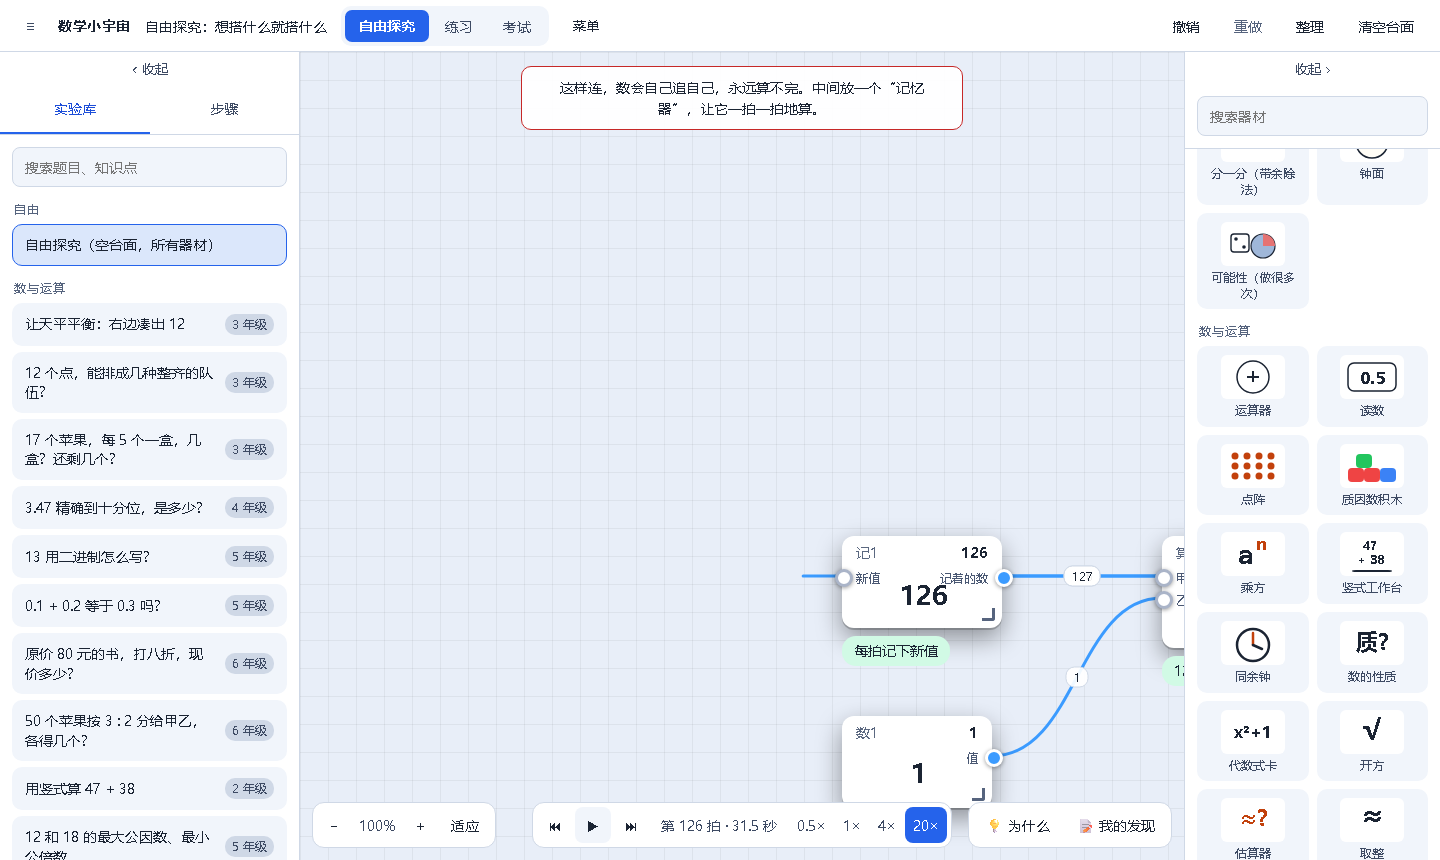 ≡ 数学小宇宙 自由探究：想搭什么就搭什么 自由探究 练习 考试 菜单 撤销 重做 整理 清空台面
‹ 收起
实验库 步骤
搜索题目、知识点
自由
自由探究（空台面，所有器材）
数与运算
让天平平衡：右边凑出 12 3 年级
12 个点，能排成几种整齐的队
伍？
3 年级
17 个苹果，每 5 个一盒，几
盒？还剩几个？
3 年级
3.47 精确到十分位，是多少？ 4 年级
13 用二进制怎么写？ 5 年级
0.1 + 0.2 等于 0.3 吗？ 5 年级
原价 80 元的书，打八折，现
价多少？
6 年级
50 个苹果按 3 : 2 分给甲乙，
各得几个？
6 年级
用竖式算 47 + 38 2 年级
12 和 18 的最大公因数、最小
公倍数
5 年级
这样连，数会自己追自己，永远算不完。中间放一个“记忆
器”，让它一拍一拍地算。
记1 126
新值 记着的数
126
每拍记下新值
127
1
数1 1
值
1
算
甲
乙
12
− 100% + 适应
⏮ ▶ ⏭ 第 126 拍 · 31.5 秒 0.5× 1× 4× 20×
💡 为什么 📝 我的发现
收起 ›
搜索器材
分一分（带余除
法）
钟面
可能性（做很多
次）
数与运算
+
运算器
0.5
读数
点阵
质因数积木
aⁿ
乘方
47
+ 38
竖式工作台
同余钟
质?
数的性质
x²+1
代数式卡
√
开方
≈?
估算器
≈
取整